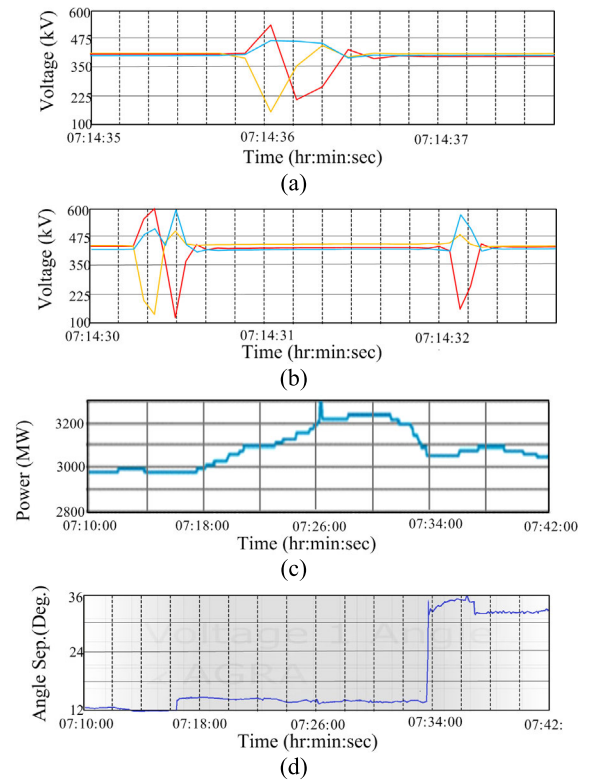 Voltage (kV)
600
475
350
225
100
07:14:35
07:14:36
07:14:37
Time (hr:min:sec)
(a)
Voltage (kV)
600
475
350
225
100
07:14:30
07:14:31
07:14:32
Time (hr:min:sec)
(b)
Power (MW)
3200
3000
2800
07:10:00
07:18:00
07:26:00
07:34:00
07:42:00
Time (hr:min:sec)
(c)
Angle Sep.(Deg.)
36
24
12
Voltage 1 Angle
AGRA
07:10:00
07:18:00
07:26:00
07:34:00
07:42:
Time (hr:min:sec)
(d)